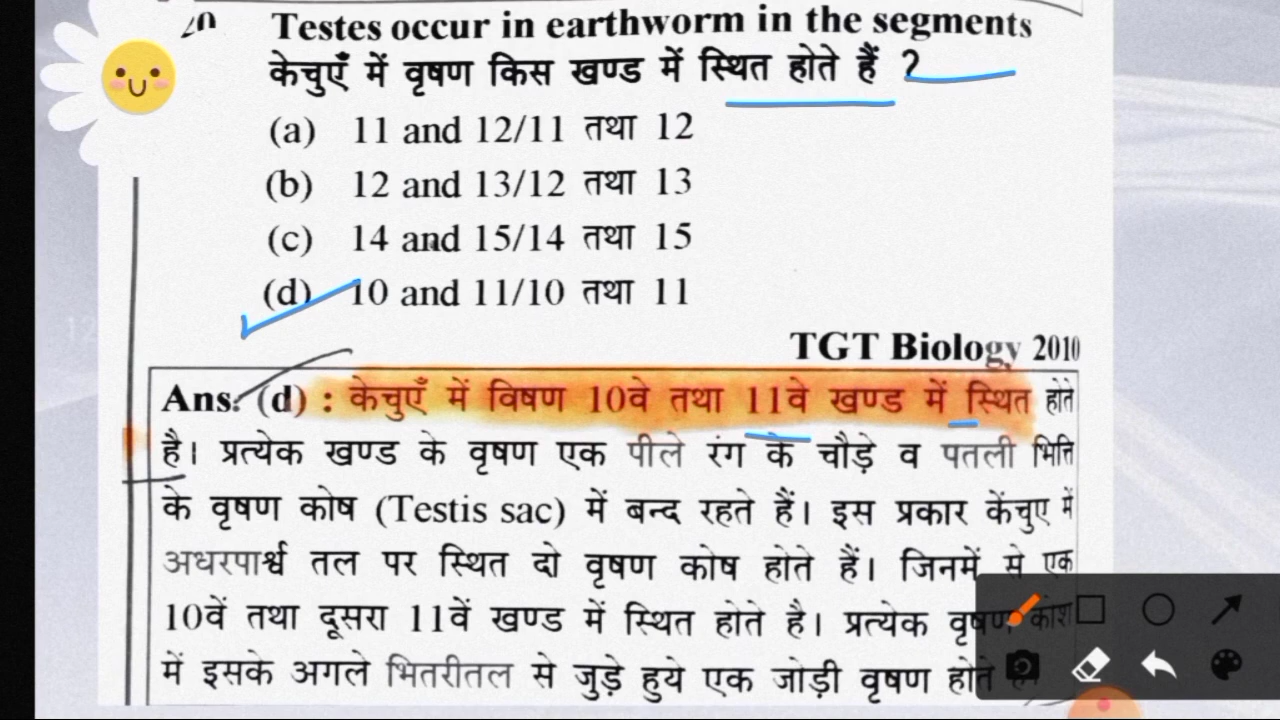 20 Testes occur in earthworm in the segments
केचुएँ में वृषण किस खण्ड में स्थित होते हैं ?
(a) 11 and 12/11 तथा 12
(b) 12 and 13/12 तथा 13
(c) 14 and 15/14 तथा 15
(d) 10 and 11/10 तथा 11
TGT Biology 2010
Ans. (d) : केचुएँ में विषण 10वे तथा 11वे खण्ड में स्थित होते
है। प्रत्येक खण्ड के वृषण एक पीले रंग के चौड़े व पतली भित्ति
के वृषण कोष (Testis sac) में बन्द रहते हैं। इस प्रकार केंचुए में
अधरपार्श्व तल पर स्थित दो वृषण कोष होते हैं। जिनमें से एक
10वें तथा दूसरा 11वें खण्ड में स्थित होते है। प्रत्येक वृषण कोश
में इसके अगले भितरीतल से जुड़े हुये एक जोड़ी वृषण होते